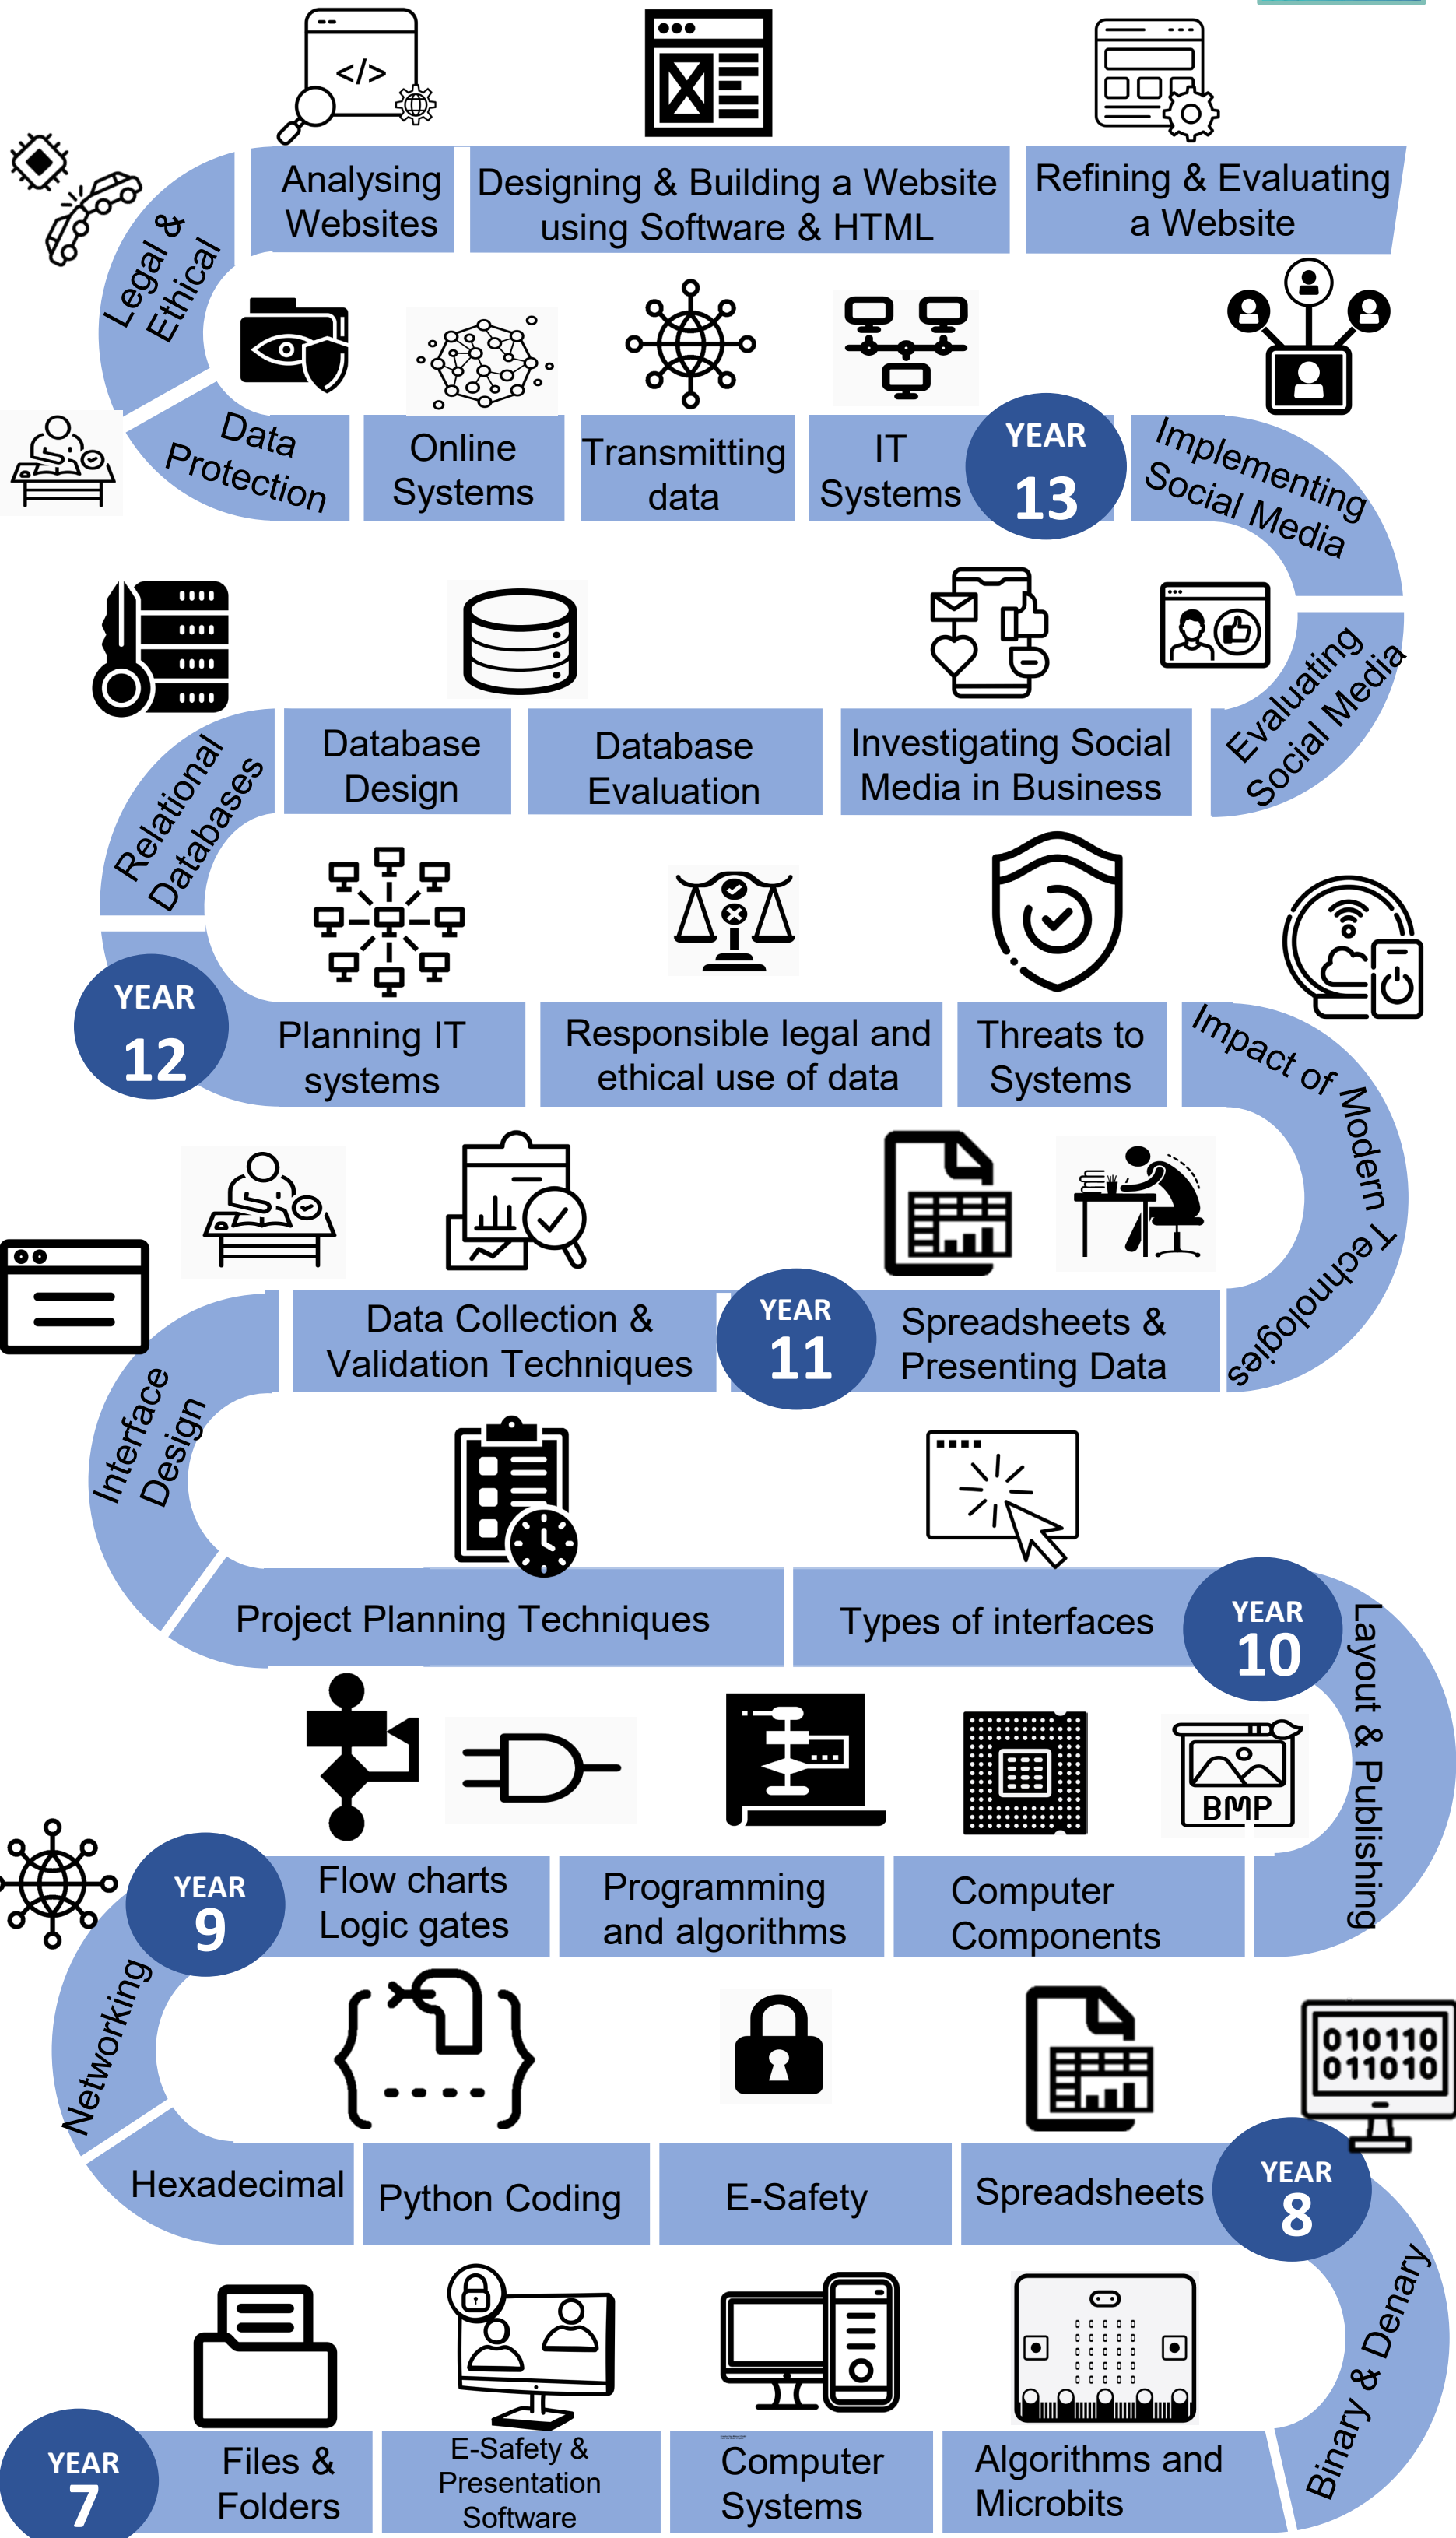 </>
Analysing
Websites
Designing & Building a Website
using Software & HTML
Refining & Evaluating
a Website
Legal &
Ethical
Data
Protection
Online
Systems
Transmitting
data
IT
Systems
YEAR
13
Implementing
Social Media
Evaluating
Social Media
Relational
Databases
Database
Design
Database
Evaluation
Investigating Social
Media in Business
YEAR
12
Planning IT
systems
Responsible legal and
ethical use of data
Threats to
Systems
Impact of Modern Technologies
Interface
Design
Data Collection &
Validation Techniques
YEAR
11
Spreadsheets &
Presenting Data
Project Planning Techniques
Types of interfaces
YEAR
10
Layout & Publishing
BMP
YEAR
9
Flow charts
Logic gates
Programming
and algorithms
Computer
Components
Networking
010110
011010
Hexadecimal
Python Coding
E-Safety
Spreadsheets
YEAR
8
Binary & Denary
YEAR
7
Files &
Folders
E-Safety &
Presentation
Software
Computer
Systems
Algorithms and
Microbits